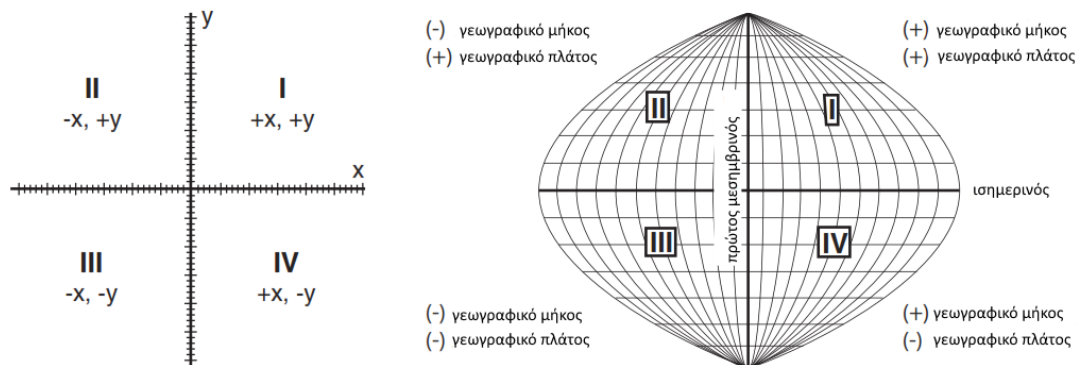 y
II
-x, +y
I
+x, +y
x
III
-x, -y
IV
+x, -y
(-) γεωγραφικο μήκος
(+) γεωγραφικό πλάτος
(+) γεωγραφικό μήκος
(+) γεωγραφικό πλάτος
II
I
πρώτος μεσημβρινός
ισημερινός
III
IV
(-) γεωγραφικό μήκος
(-) γεωγραφικό πλάτος
(+) γεωγραφικό μήκος
(-) γεωγραφικό πλάτος